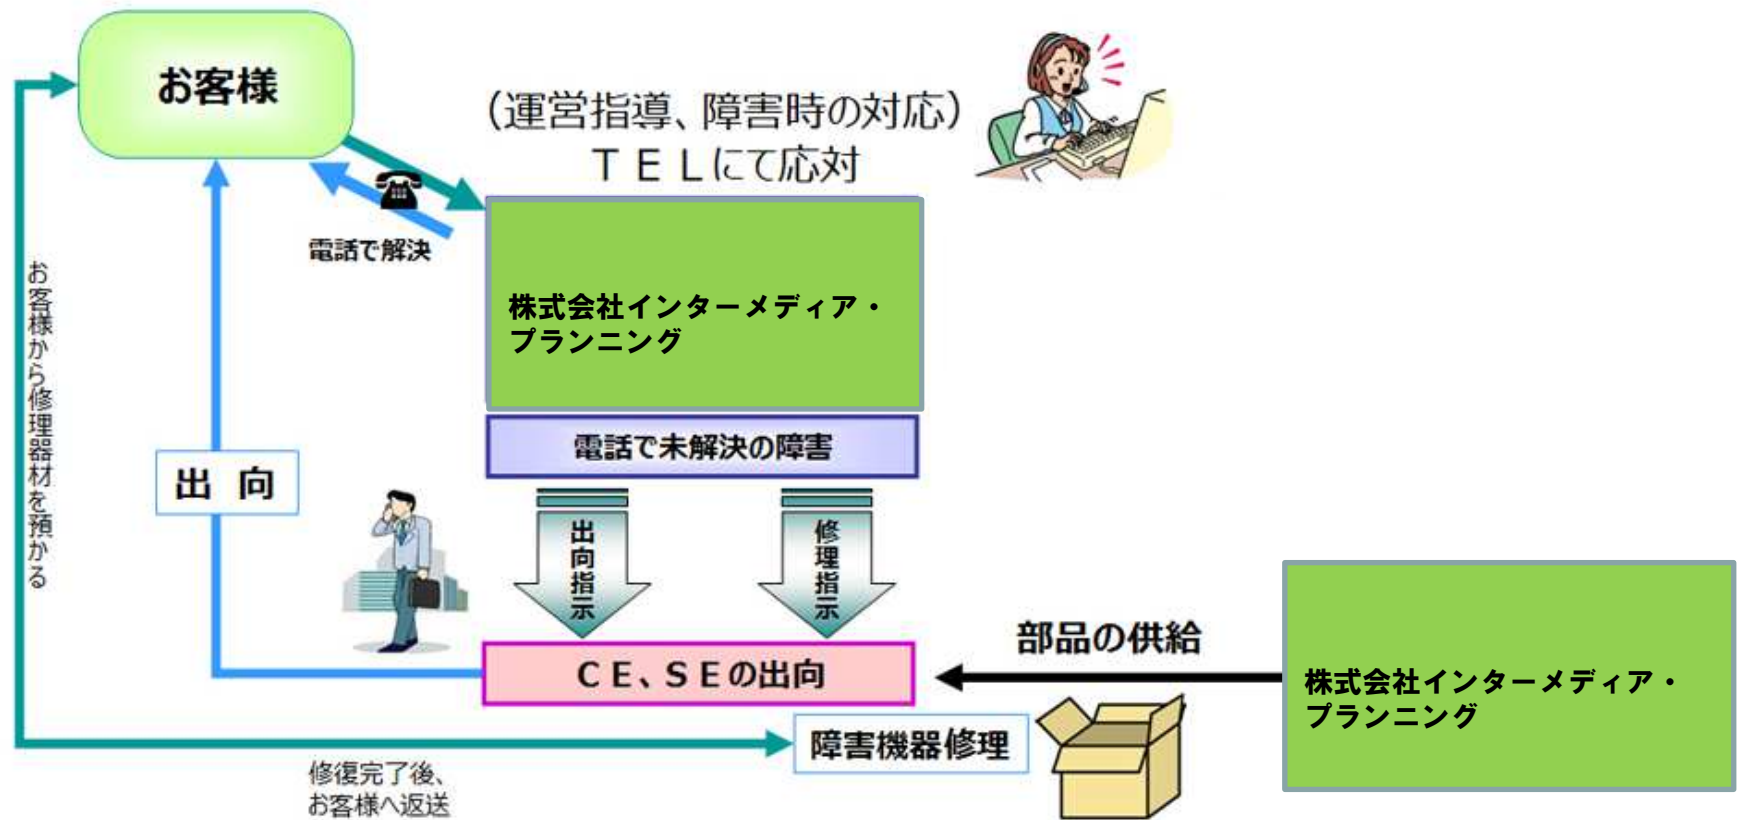 お客様
（運営指導、障害時の対応）
ＴＥＬにて応対
電話で解決
株式会社インターメディア・
プランニング
お客様から修理器材を預かる
電話で未解決の障害
出 向
出向指示
修理指示
ＣＥ、ＳＥの出向
部品の供給
株式会社インターメディア・
プランニング
障害機器修理
修復完了後、
お客様へ返送